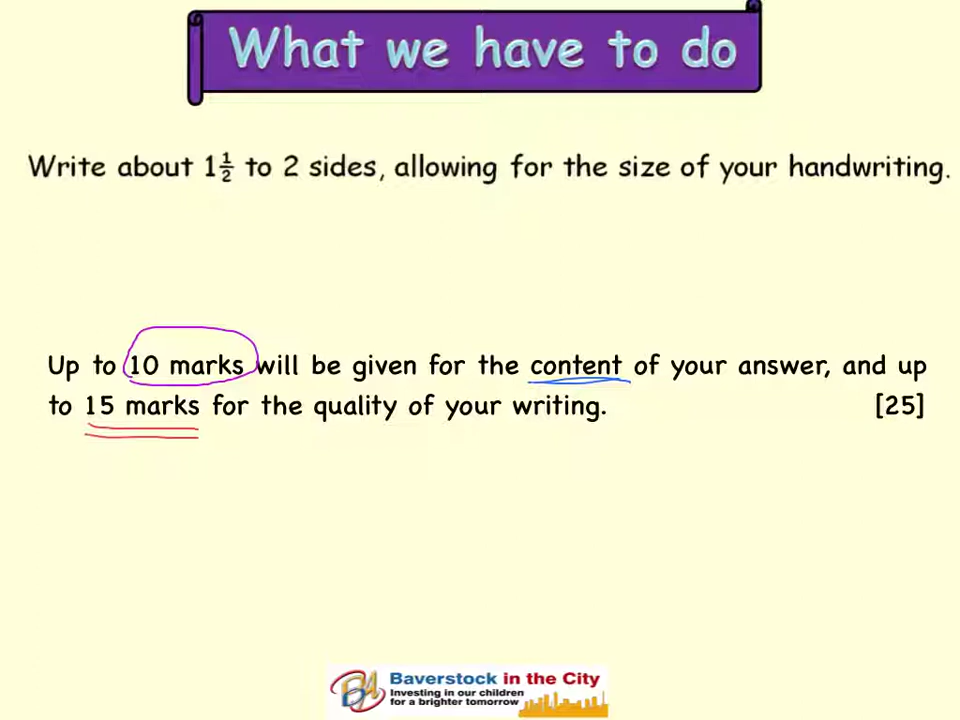 What we have to do
Write about 1½ to 2 sides, allowing for the size of your handwriting.
Up to 10 marks will be given for the content of your answer, and up
to 15 marks for the quality of your writing. [25]
Baverstock in the City
Investing in our children
for a brighter tomorrow